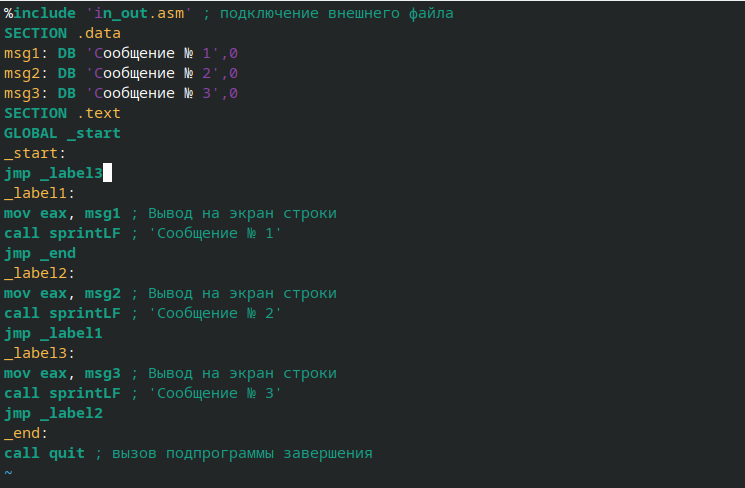 %include 'in_out.asm' ; подключение внешнего файла
SECTION .data
msg1: DB 'Сообщение № 1',0
msg2: DB 'Сообщение № 2',0
msg3: DB 'Сообщение № 3',0
SECTION .text
GLOBAL _start
_start:
jmp _label3
_label1:
mov eax, msg1 ; Вывод на экран строки
call sprintLF ; 'Сообщение № 1'
jmp _end
_label2:
mov eax, msg2 ; Вывод на экран строки
call sprintLF ; 'Сообщение № 2'
jmp _label1
_label3:
mov eax, msg3 ; Вывод на экран строки
call sprintLF ; 'Сообщение № 3'
jmp _label2
_end:
call quit ; вызов подпрограммы завершения
~